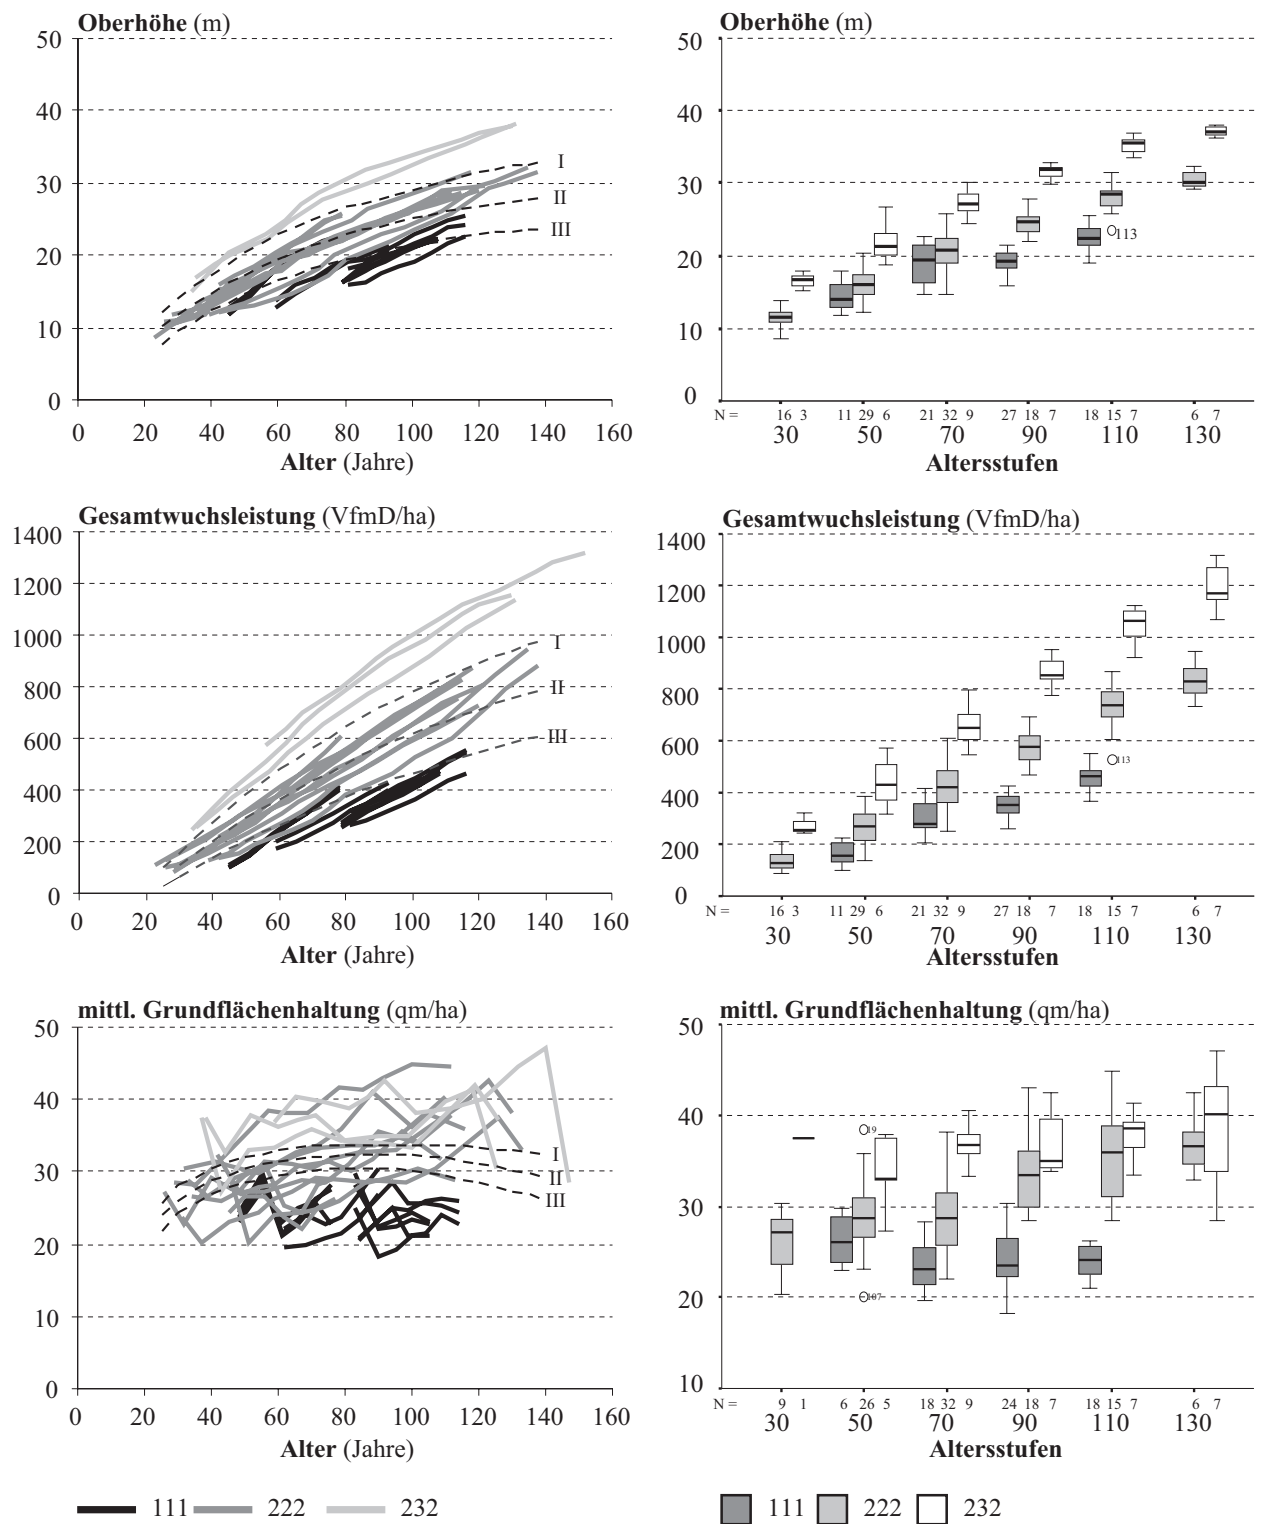 Oberhöhe (m)
50
40
30
20
10
0
I
II
III
0 20 40 60 80 100 120 140 160
Alter (Jahre)
Oberhöhe (m)
50
40
30
20
10
0
113
N = 16 3 11 29 6 21 32 9 27 18 7 18 15 7 6 7
30 50 70 90 110 130
Altersstufen
Gesamtwuchsleistung (VfmD/ha)
1400
1200
1000
800
600
400
200
0
I
II
III
0 20 40 60 80 100 120 140 160
Alter (Jahre)
Gesamtwuchsleistung (VfmD/ha)
1400
1200
1000
800
600
400
200
0
113
N = 16 3 11 29 6 21 32 9 27 18 7 18 15 7 6 7
30 50 70 90 110 130
Altersstufen
mittl. Grundflächenhaltung (qm/ha)
50
40
30
20
10
0
I
II
III
0 20 40 60 80 100 120 140 160
Alter (Jahre)
mittl. Grundflächenhaltung (qm/ha)
50
40
30
20
10
19
107
N = 9 1 6 26 5 18 32 9 24 18 7 18 15 7 6 7
30 50 70 90 110 130
Altersstufen
111 222 232
111 222 232